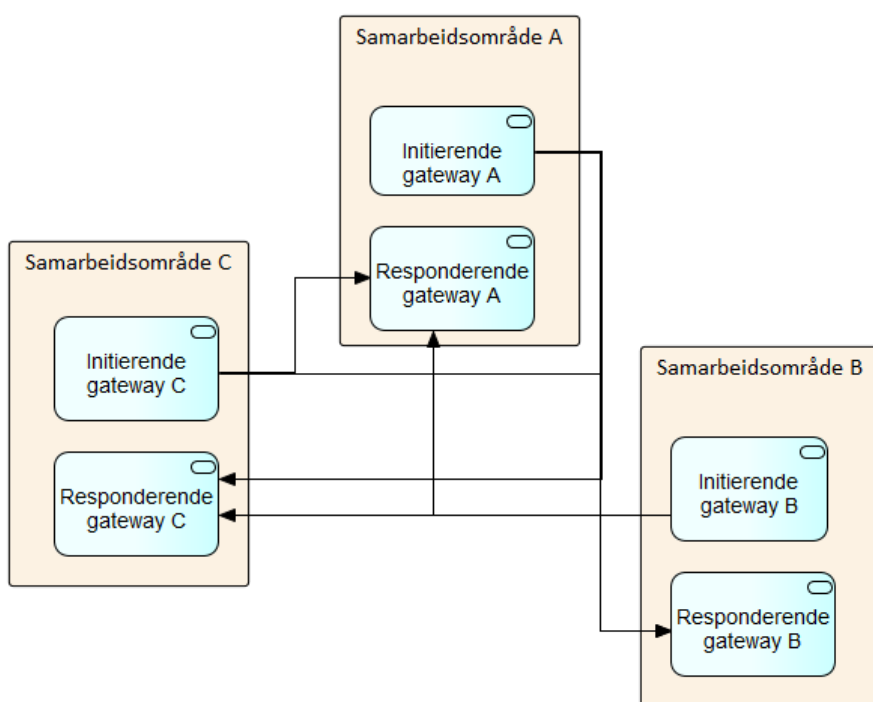 Samarbeidsområde A
Initierende
gateway A
Responderende
gateway A
Samarbeidsområde C
Initierende
gateway C
Responderende
gateway C
Samarbeidsområde B
Initierende
gateway B
Responderende
gateway B